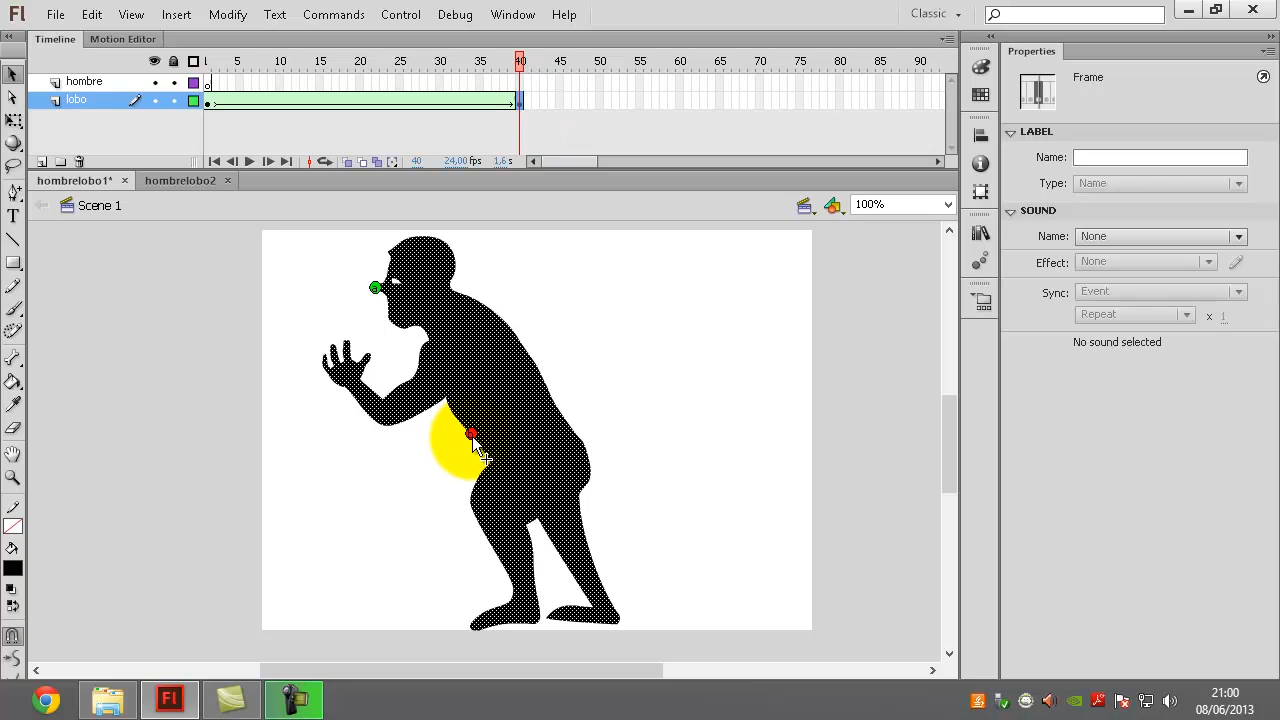 Fl File Edit View Insert Modify Text Commands Control Debug Window Help Classic
Timeline Motion Editor
1 5 10 15 20 25 30 35 40 45 50 55 60 65 70 75 80 85 90
hombre
lobo
40 24,00 fps 1,6 s
hombrelobo1* × hombrelobo2 ×
Scene 1 100%
a
Properties
Frame
LABEL
Name:
Type: Name
SOUND
Name: None
Effect: None
Sync: Event
Repeat x 1
No sound selected
T
Fl
21:00
08/06/2013